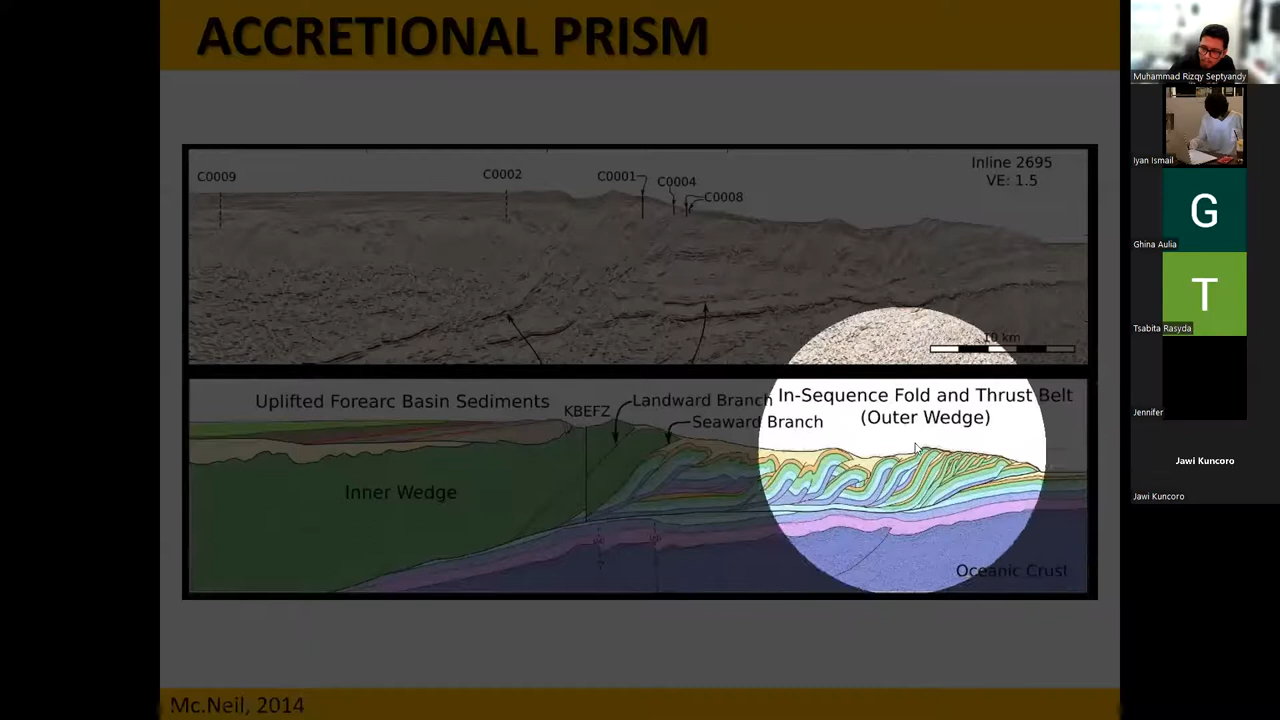 ACCRETIONAL PRISM
Inline 2695
VE: 1.5
C0009
C0002
C0001
C0004
C0008
10 km
Uplifted Forearc Basin Sediments
KBEFZ
Landward Branch
Seaward Branch
In-Sequence Fold and Thrust Belt
(Outer Wedge)
Inner Wedge
Oceanic Crust
Mc.Neil, 2014
Muhammad Rizqy Septyandy
Iyan Ismail
G
Ghina Aulia
T
Tsabita Rasyda
Jennifer
Jawi Kuncoro
Jawi Kuncoro